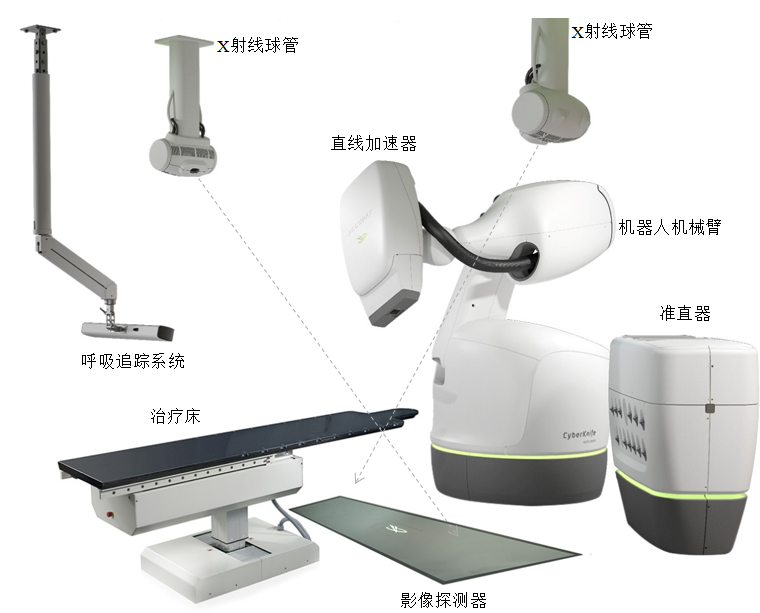 X射线球管
X射线球管
直线加速器
机器人机械臂
准直器
呼吸追踪系统
治疗床
CyberKnife
影像探测器